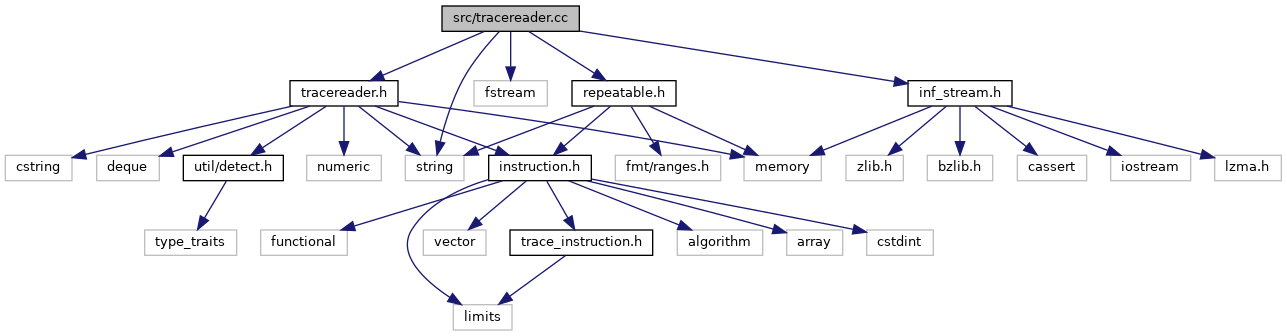 src/tracereader.cc
tracereader.h
fstream
repeatable.h
inf_stream.h
cstring
deque
util/detect.h
numeric
string
instruction.h
fmt/ranges.h
memory
zlib.h
bzlib.h
cassert
iostream
lzma.h
type_traits
functional
vector
trace_instruction.h
algorithm
array
cstdint
limits